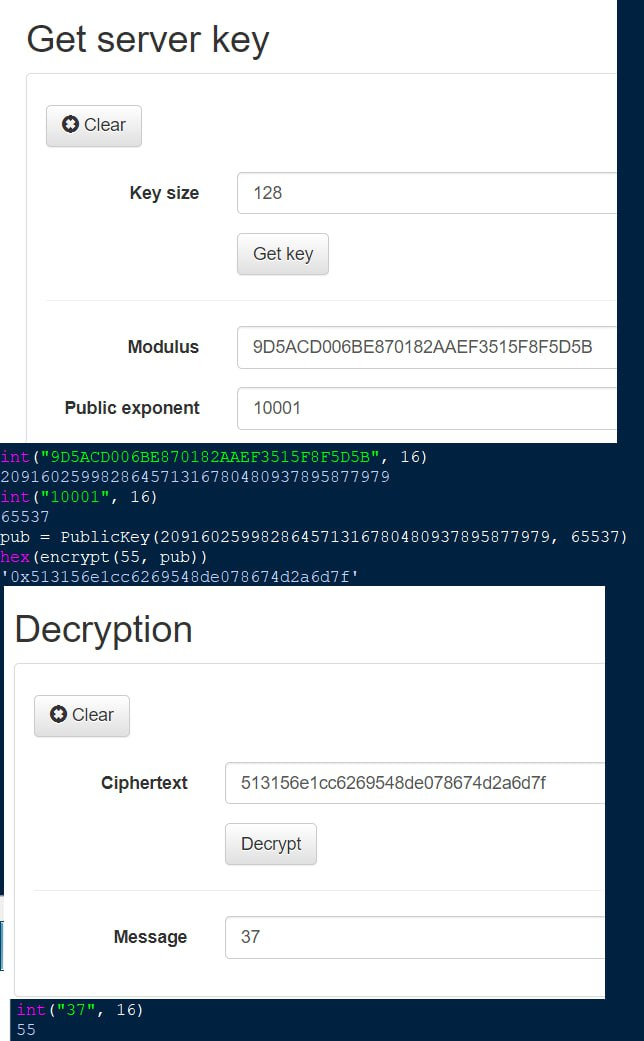 Get server key
Clear
Key size 128
Get key
Modulus 9D5ACD006BE870182AAEF3515F8F5D5B
Public exponent 10001
int("9D5ACD006BE870182AAEF3515F8F5D5B", 16)
209160259982864571316780480937895877979
int("10001", 16)
65537
pub = PublicKey(209160259982864571316780480937895877979, 65537)
hex(encrypt(55, pub))
'0x513156e1cc6269548de078674d2a6d7f'
Decryption
Clear
Ciphertext 513156e1cc6269548de078674d2a6d7f
Decrypt
Message 37
int("37", 16)
55